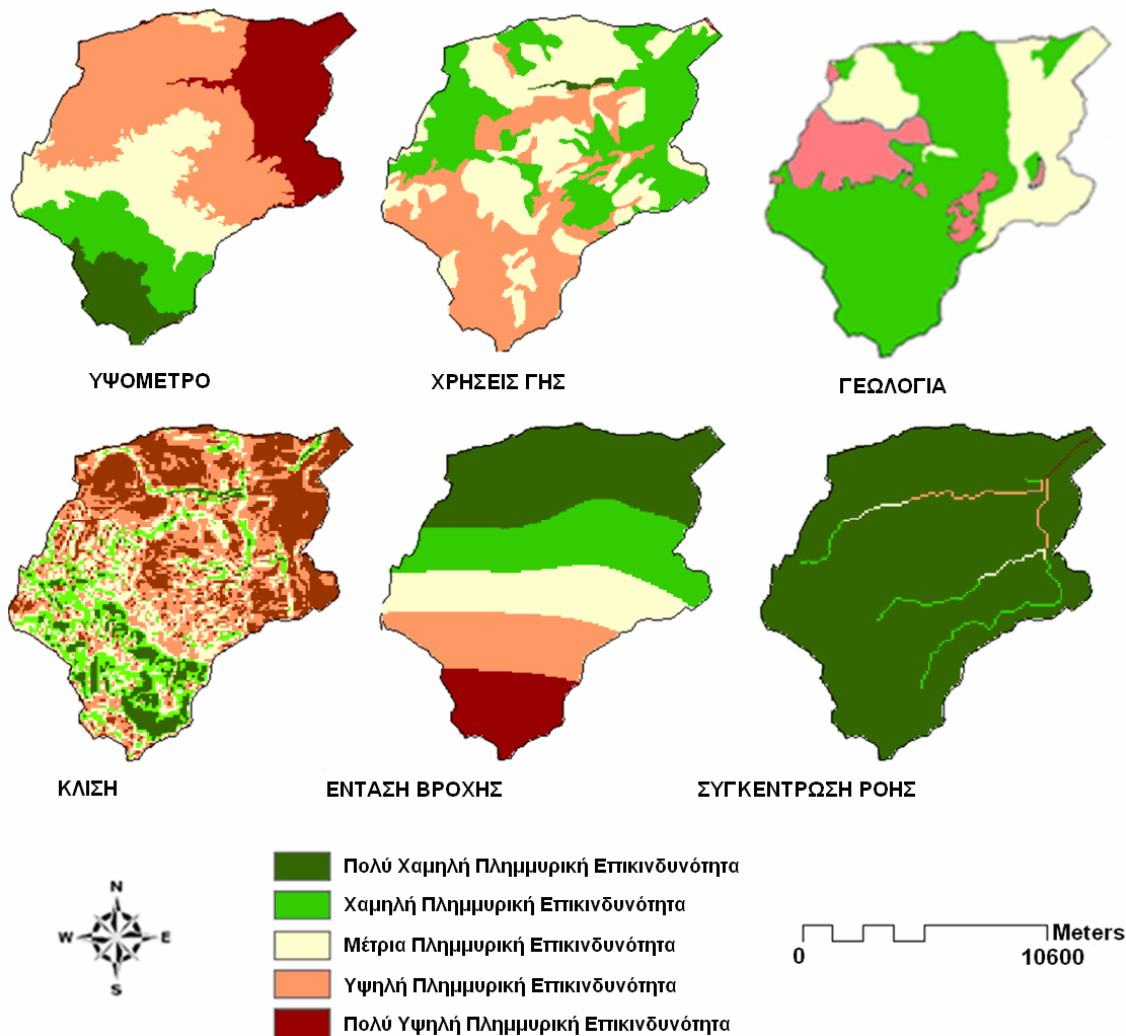 ΥΨΟΜΕΤΡΟ
ΧΡΗΣΕΙΣ ΓΗΣ
ΓΕΩΛΟΓΙΑ
ΚΛΙΣΗ
ΕΝΤΑΣΗ ΒΡΟΧΗΣ
ΣΥΓΚΕΝΤΡΩΣΗ ΡΟΗΣ
N
W E
S
Πολύ Χαμηλή Πλημμυρική Επικινδυνότητα
Χαμηλή Πλημμυρική Επικινδυνότητα
Μέτρια Πλημμυρική Επικινδυνότητα
Υψηλή Πλημμυρική Επικινδυνότητα
Πολύ Υψηλή Πλημμυρική Επικινδυνότητα
Meters
0 10600